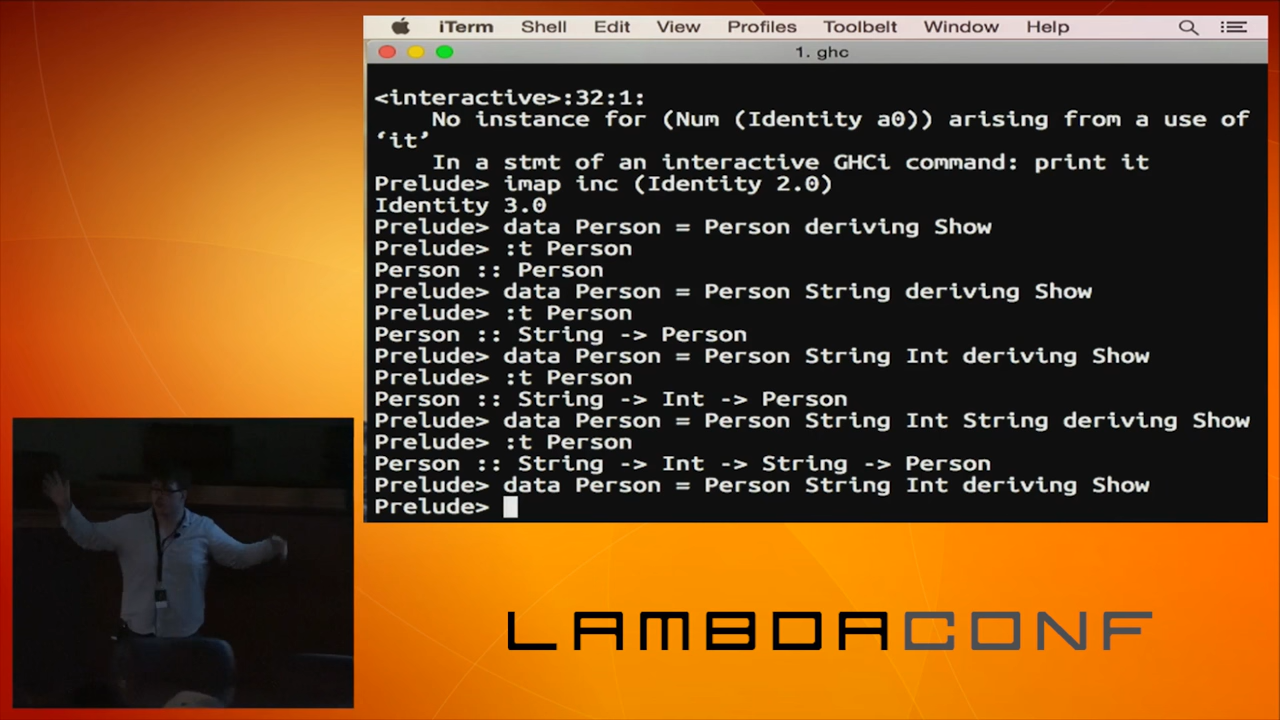 iTerm Shell Edit View Profiles Toolbelt Window Help
1. ghc
<interactive>:32:1:
No instance for (Num (Identity a0)) arising from a use of
‘it’
In a stmt of an interactive GHCi command: print it
Prelude> imap inc (Identity 2.0)
Identity 3.0
Prelude> data Person = Person deriving Show
Prelude> :t Person
Person :: Person
Prelude> data Person = Person String deriving Show
Prelude> :t Person
Person :: String -> Person
Prelude> data Person = Person String Int deriving Show
Prelude> :t Person
Person :: String -> Int -> Person
Prelude> data Person = Person String Int String deriving Show
Prelude> :t Person
Person :: String -> Int -> String -> Person
Prelude> data Person = Person String Int deriving Show
Prelude>
LAMBDACONF